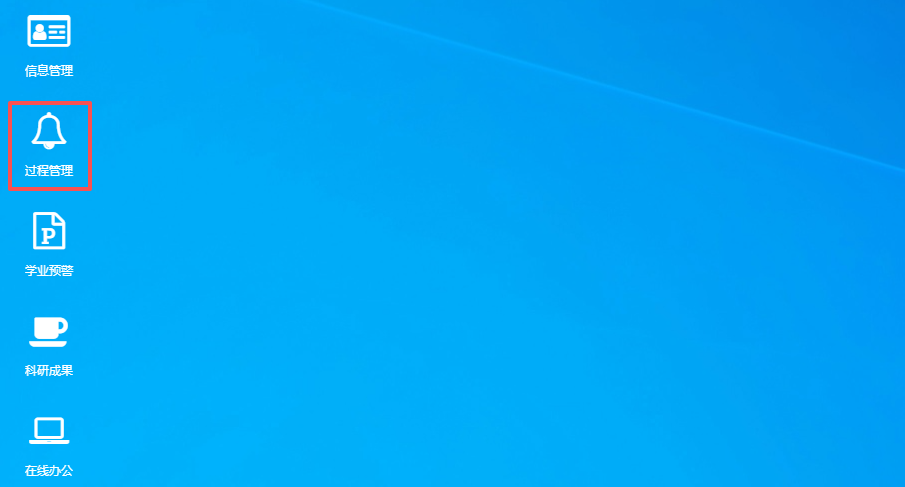 信息管理
过程管理
学业预警
科研成果
在线办公